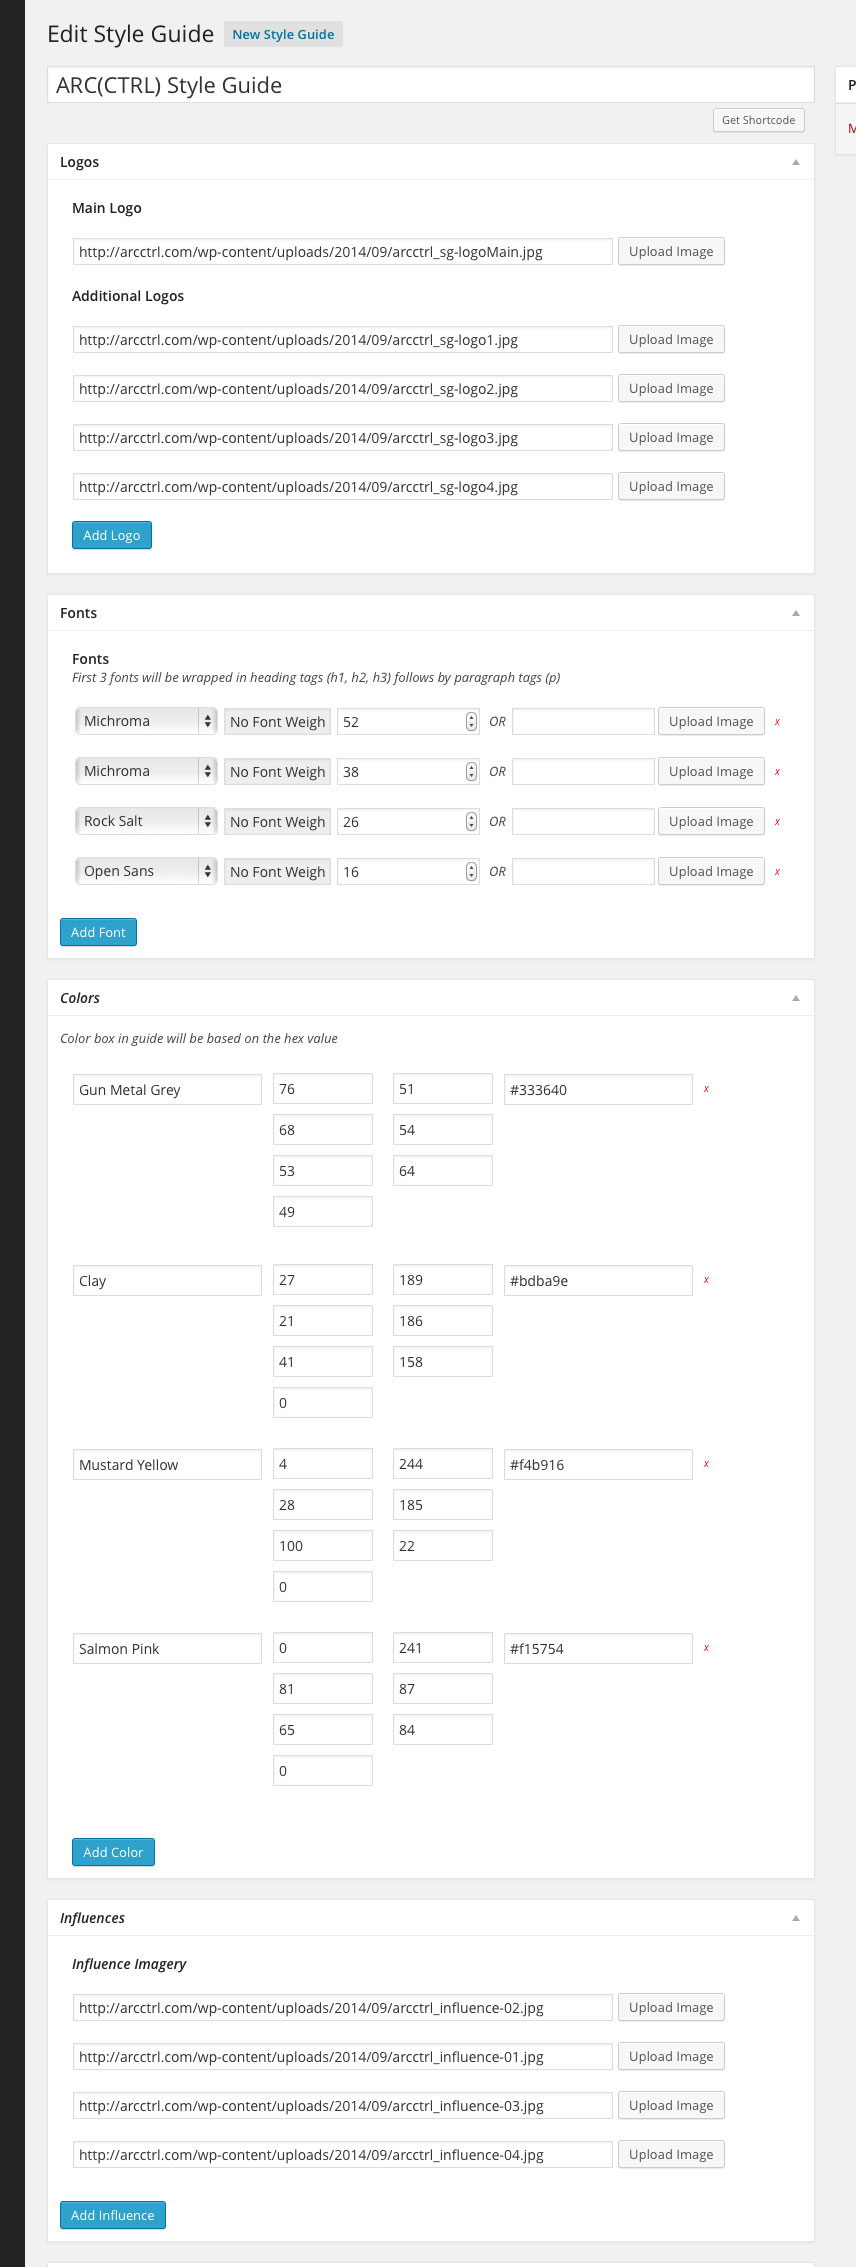 Edit Style Guide New Style Guide
ARC(CTRL) Style Guide
P
Get Shortcode
M
Logos
Main Logo
http://arcctrl.com/wp-content/uploads/2014/09/arcctrl_sg-logoMain.jpg Upload Image
Additional Logos
http://arcctrl.com/wp-content/uploads/2014/09/arcctrl_sg-logo1.jpg Upload Image
http://arcctrl.com/wp-content/uploads/2014/09/arcctrl_sg-logo2.jpg Upload Image
http://arcctrl.com/wp-content/uploads/2014/09/arcctrl_sg-logo3.jpg Upload Image
http://arcctrl.com/wp-content/uploads/2014/09/arcctrl_sg-logo4.jpg Upload Image
Add Logo
Fonts
Fonts
First 3 fonts will be wrapped in heading tags (h1, h2, h3) follows by paragraph tags (p)
Michroma No Font Weigh 52 OR Upload Image x
Michroma No Font Weigh 38 OR Upload Image x
Rock Salt No Font Weigh 26 OR Upload Image x
Open Sans No Font Weigh 16 OR Upload Image x
Add Font
Colors
Color box in guide will be based on the hex value
Gun Metal Grey 76 51 #333640 x
68 54
53 64
49
Clay 27 189 #bdba9e x
21 186
41 158
0
Mustard Yellow 4 244 #f4b916 x
28 185
100 22
0
Salmon Pink 0 241 #f15754 x
81 87
65 84
0
Add Color
Influences
Influence Imagery
http://arcctrl.com/wp-content/uploads/2014/09/arcctrl_influence-02.jpg Upload Image
http://arcctrl.com/wp-content/uploads/2014/09/arcctrl_influence-01.jpg Upload Image
http://arcctrl.com/wp-content/uploads/2014/09/arcctrl_influence-03.jpg Upload Image
http://arcctrl.com/wp-content/uploads/2014/09/arcctrl_influence-04.jpg Upload Image
Add Influence